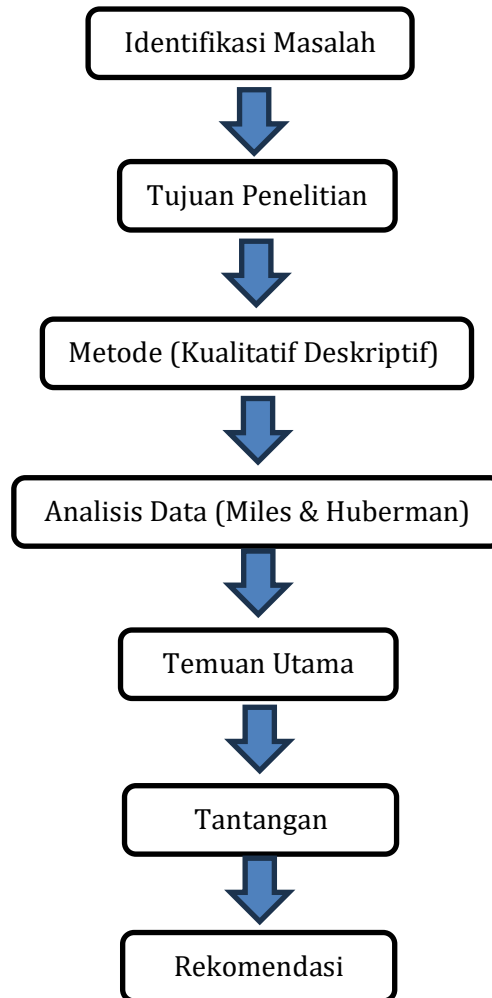 Identifikasi Masalah
Tujuan Penelitian
Metode (Kualitatif Deskriptif)
Analisis Data (Miles & Huberman)
Temuan Utama
Tantangan
Rekomendasi